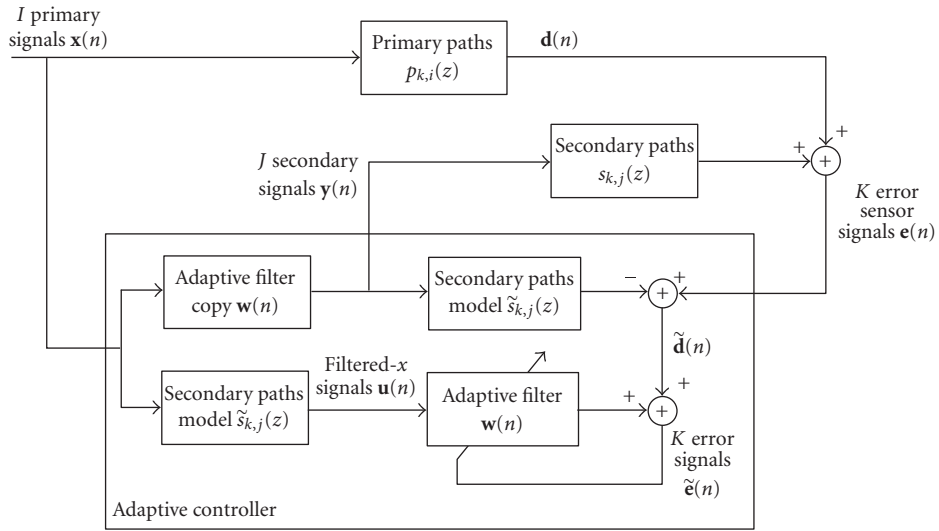 I primary
signals x(n)
Primary paths
p_{k,i}(z)
d(n)
+
+
+
Secondary paths
s_{k,j}(z)
J secondary
signals y(n)
K error
sensor
signals e(n)
Adaptive filter
copy w(n)
Secondary paths
model s̃_{k,j}(z)
−
+
+
d̃(n)
Filtered-x
signals u(n)
Secondary paths
model s̃_{k,j}(z)
Adaptive filter
w(n)
+
+
+
K error
signals
ẽ(n)
Adaptive controller